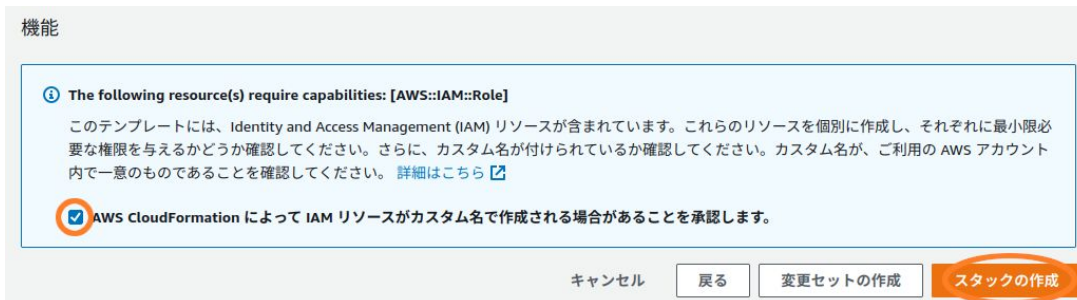 機能
The following resource(s) require capabilities: [AWS::IAM::Role]
このテンプレートには、Identity and Access Management (IAM) リソースが含まれています。これらのリソースを個別に作成し、それぞれに最小限必
要な権限を与えるかどうか確認してください。さらに、カスタム名が付けられているか確認してください。カスタム名が、ご利用の AWS アカウント
内で一意のものであることを確認してください。 詳細はこちら
AWS CloudFormation によって IAM リソースがカスタム名で作成される場合があることを承認します。
キャンセル 戻る 変更セットの作成 スタックの作成